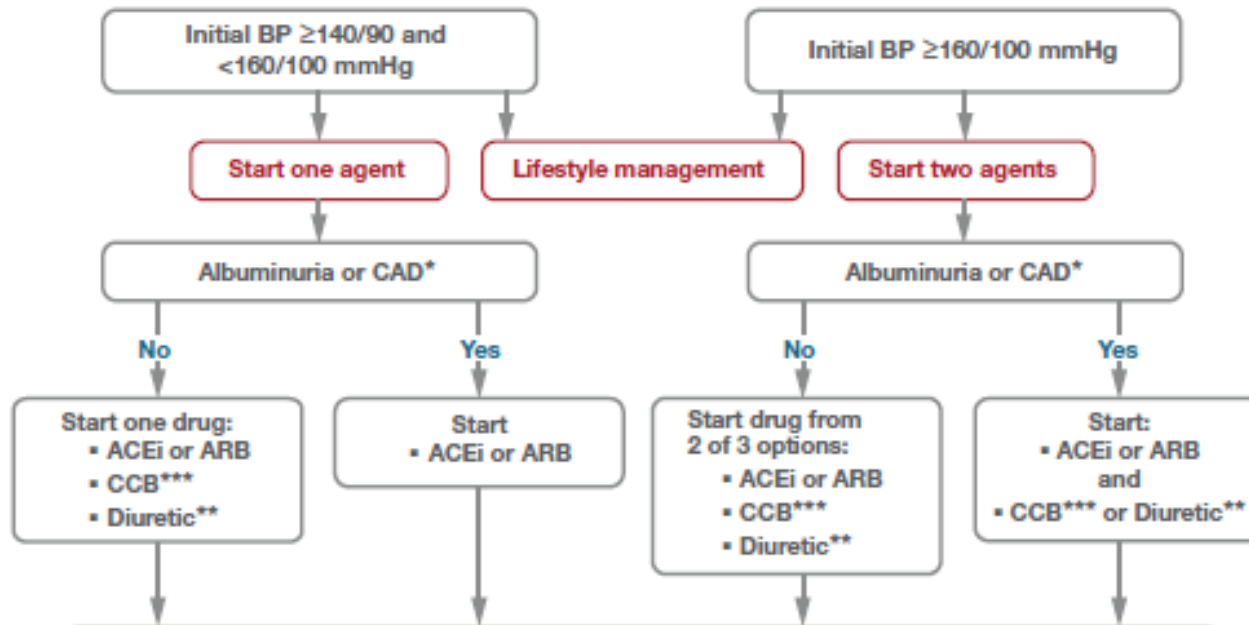 Initial BP ≥140/90 and
<160/100 mmHg
Initial BP ≥160/100 mmHg
Start one agent
Lifestyle management
Start two agents
Albuminuria or CAD*
Albuminuria or CAD*
No
Yes
No
Yes
Start one drug:
▪ ACEi or ARB
▪ CCB***
▪ Diuretic**
Start
▪ ACEi or ARB
Start drug from
2 of 3 options:
▪ ACEi or ARB
▪ CCB***
▪ Diuretic**
Start:
▪ ACEi or ARB
and
▪ CCB*** or Diuretic**